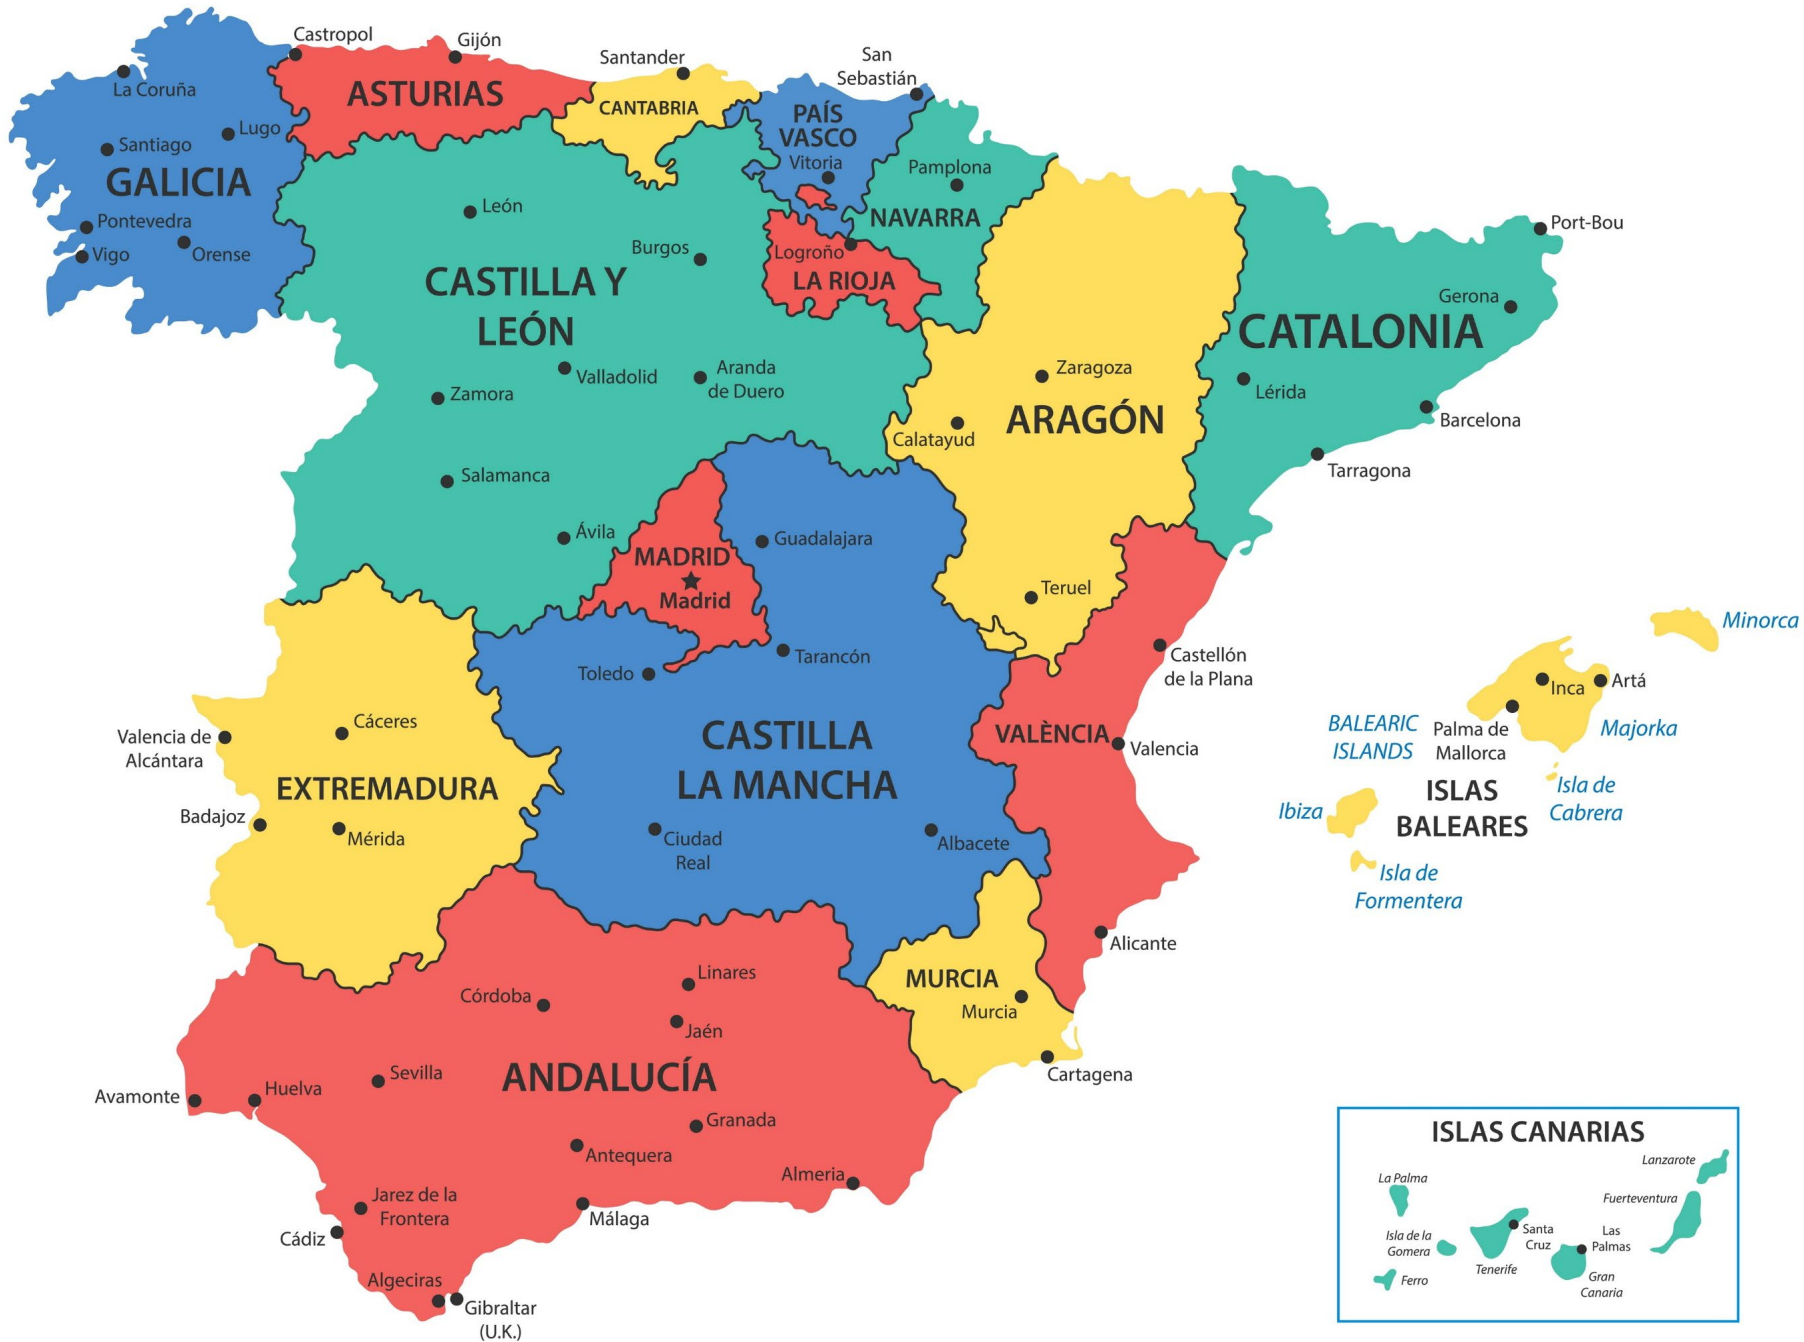 Castropol
Gijón
Santander
San
Sebastián
La Coruña
ASTURIAS
CANTABRIA
PAÍS
VASCO
Lugo
Santiago
Vitoria
Pamplona
GALICIA
León
NAVARRA
Pontevedra
Port-Bou
Vigo
Orense
Burgos
Logroño
LA RIOJA
CASTILLA Y
LEÓN
Gerona
CATALONIA
Valladolid
Aranda
de Duero
Zaragoza
Zamora
Lérida
ARAGÓN
Calatayud
Barcelona
Salamanca
Tarragona
Ávila
Guadalajara
MADRID
Madrid
Teruel
Minorca
Toledo
Tarancón
Castellón
de la Plana
Inca
Artá
Cáceres
BALEARIC
ISLANDS
Palma de
Mallorca
Majorka
Valencia de
Alcántara
CASTILLA
LA MANCHA
VALÈNCIA
Valencia
EXTREMADURA
ISLAS
BALEARES
Isla de
Cabrera
Ibiza
Badajoz
Mérida
Ciudad
Real
Albacete
Isla de
Formentera
Alicante
Linares
MURCIA
Murcia
Córdoba
Jaén
ANDALUCÍA
Sevilla
Cartagena
Avamonte
Huelva
Granada
Antequera
Almeria
Jarez de la
Frontera
Málaga
Cádiz
Algeciras
Gibraltar
(U.K.)
ISLAS CANARIAS
Lanzarote
La Palma
Fuerteventura
Isla de la
Gomera
Santa
Cruz
Las
Palmas
Tenerife
Ferro
Gran
Canaria